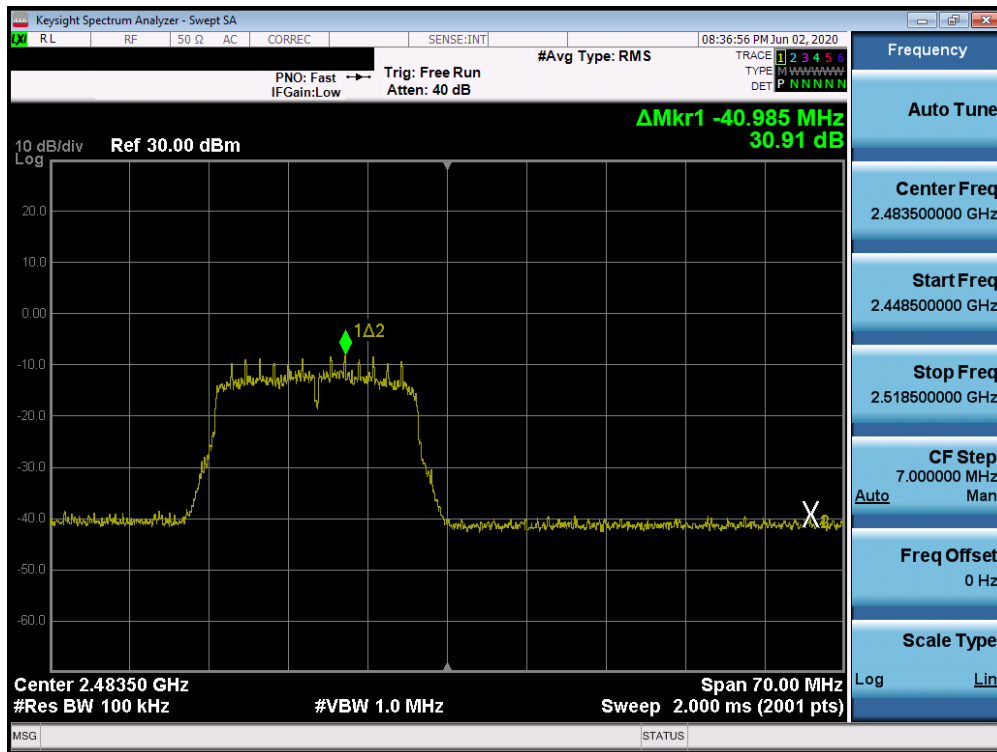 Keysight Spectrum Analyzer - Swept SA
LXI RL RF 50 Ω AC CORREC SENSE:INT 08:36:56 PM Jun 02, 2020
#Avg Type: RMS
TRACE 1 2 3 4 5 6
TYPE M WWWWW
DET P N N N N N
PNO: Fast
IFGain:Low
Trig: Free Run
Atten: 40 dB
ΔMkr1 -40.985 MHz
30.91 dB
10 dB/div Ref 30.00 dBm
Log
20.0
10.0
0.00
-10.0
-20.0
-30.0
-40.0
-50.0
-60.0
1Δ2
X
Center 2.48350 GHz
Span 70.00 MHz
#Res BW 100 kHz
#VBW 1.0 MHz
Sweep 2.000 ms (2001 pts)
MSG
STATUS
Frequency
Auto Tune
Center Freq
2.483500000 GHz
Start Freq
2.448500000 GHz
Stop Freq
2.518500000 GHz
CF Step
7.000000 MHz
Auto Man
Freq Offset
0 Hz
Scale Type
Log Lin